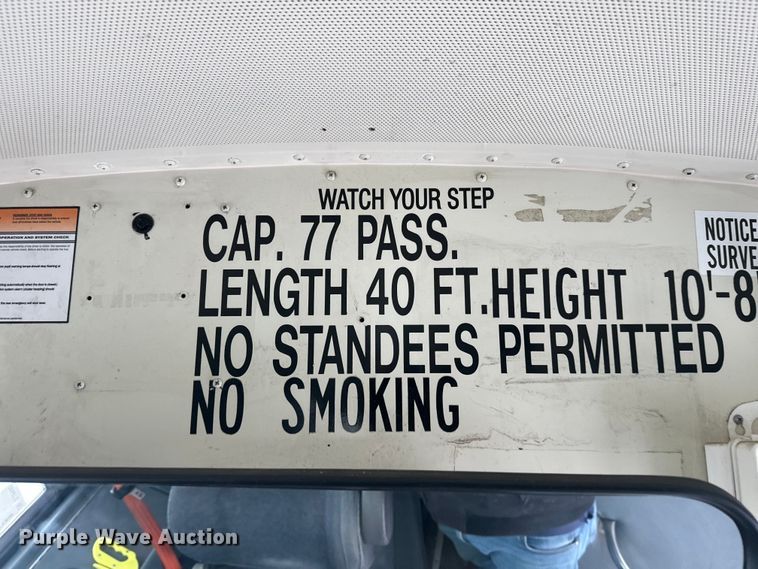 WATCH YOUR STEP
CAP. 77 PASS.
LENGTH 40 FT. HEIGHT 10'-8"
NO STANDEES PERMITTED
NO SMOKING
NOTICE
SURVE
OPERATION AND SYSTEM CHECK
Purple Wave Auction